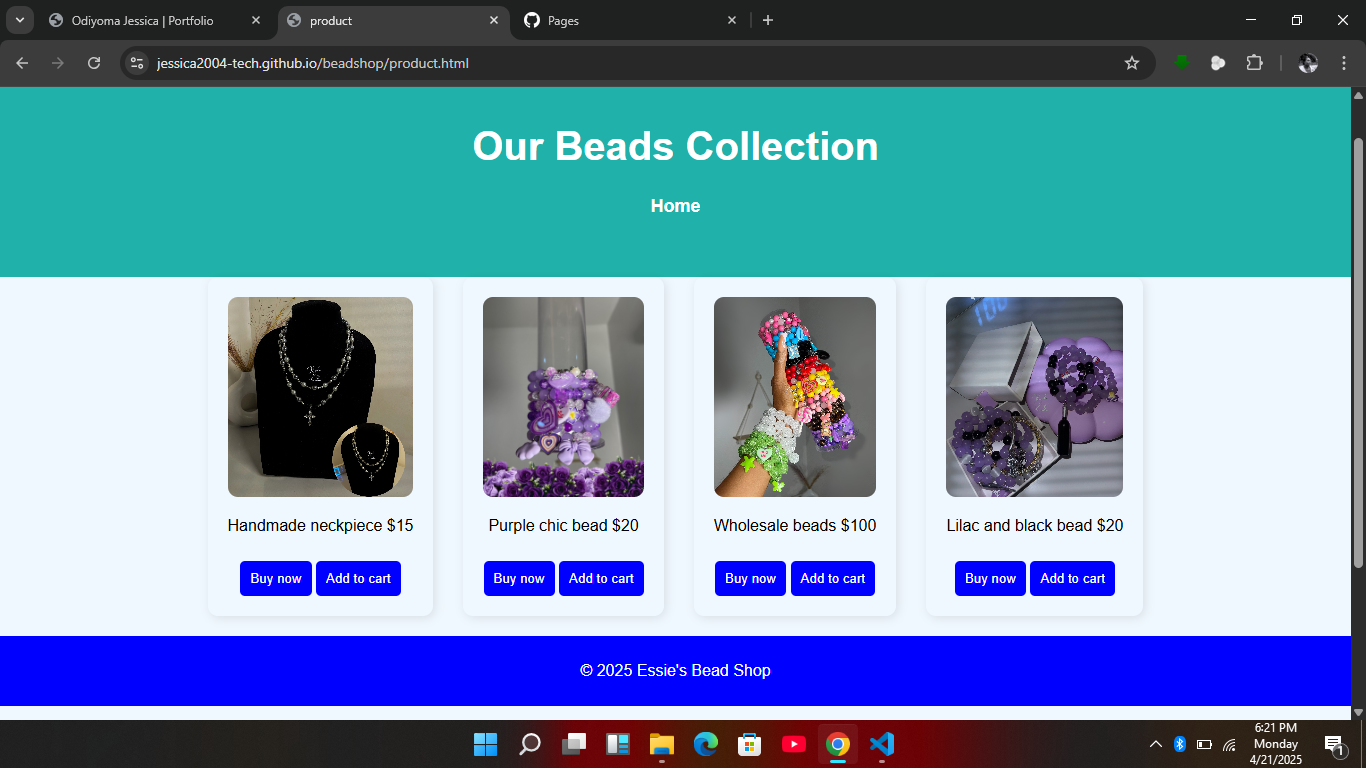 Odiyoma Jessica | Portfolio
product
Pages
jessica2004-tech.github.io/beadshop/product.html
Our Beads Collection
Home
Handmade neckpiece $15
Buy now
Add to cart
Purple chic bead $20
Buy now
Add to cart
Wholesale beads $100
Buy now
Add to cart
Lilac and black bead $20
Buy now
Add to cart
© 2025 Essie's Bead Shop
6:21 PM
Monday
4/21/2025
1